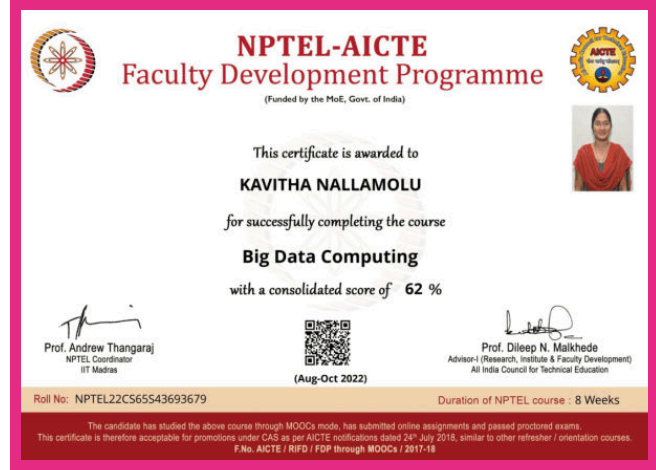 NPTEL-AICTE
Faculty Development Programme
(Funded by the MoE, Govt. of India)
AICTE
This certificate is awarded to
KAVITHA NALLAMOLU
for successfully completing the course
Big Data Computing
with a consolidated score of 62 %
Prof. Andrew Thangaraj
NPTEL Coordinator
IIT Madras
(Aug-Oct 2022)
Prof. Dileep N. Malkhede
Advisor-I (Research, Institute & Faculty Development)
All India Council for Technical Education
Roll No: NPTEL22CS65S43693679
Duration of NPTEL course : 8 Weeks
The candidate has studied the above course through MOOCs mode, has submitted online assignments and passed proctored exams.
This certificate is therefore acceptable for promotions under CAS as per AICTE notifications dated 24th July 2018, similar to other refresher / orientation courses.
F.No. AICTE / RIFD / FDP through MOOCs / 2017-18